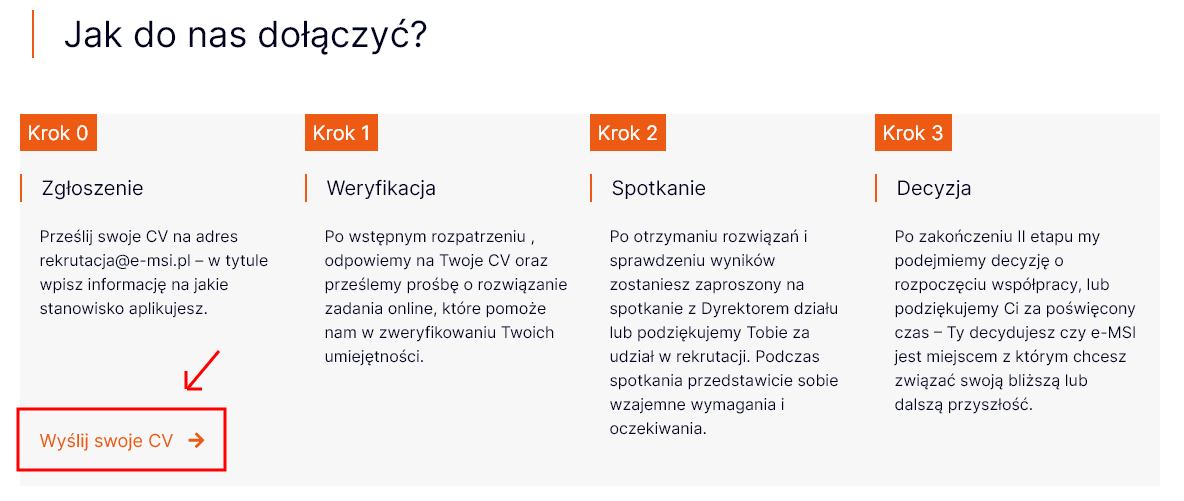 Jak do nas dołączyć?
Krok 0
Zgłoszenie
Prześlij swoje CV na adres
rekrutacja@e-msi.pl – w tytule
wpisz informację na jakie
stanowisko aplikujesz.
Wyślij swoje CV →
Krok 1
Weryfikacja
Po wstępnym rozpatrzeniu ,
odpowiemy na Twoje CV oraz
prześlemy prośbę o rozwiązanie
zadania online, które pomoże
nam w zweryfikowaniu Twoich
umiejętności.
Krok 2
Spotkanie
Po otrzymaniu rozwiązań i
sprawdzeniu wyników
zostaniesz zaproszony na
spotkanie z Dyrektorem działu
lub podziękujemy Tobie za
udział w rekrutacji. Podczas
spotkania przedstawicie sobie
wzajemne wymagania i
oczekiwania.
Krok 3
Decyzja
Po zakończeniu II etapu my
podejmiemy decyzję o
rozpoczęciu współpracy, lub
podziękujemy Ci za poświęcony
czas – Ty decydujesz czy e-MSI
jest miejscem z którym chcesz
związać swoją bliższą lub
dalszą przyszłość.